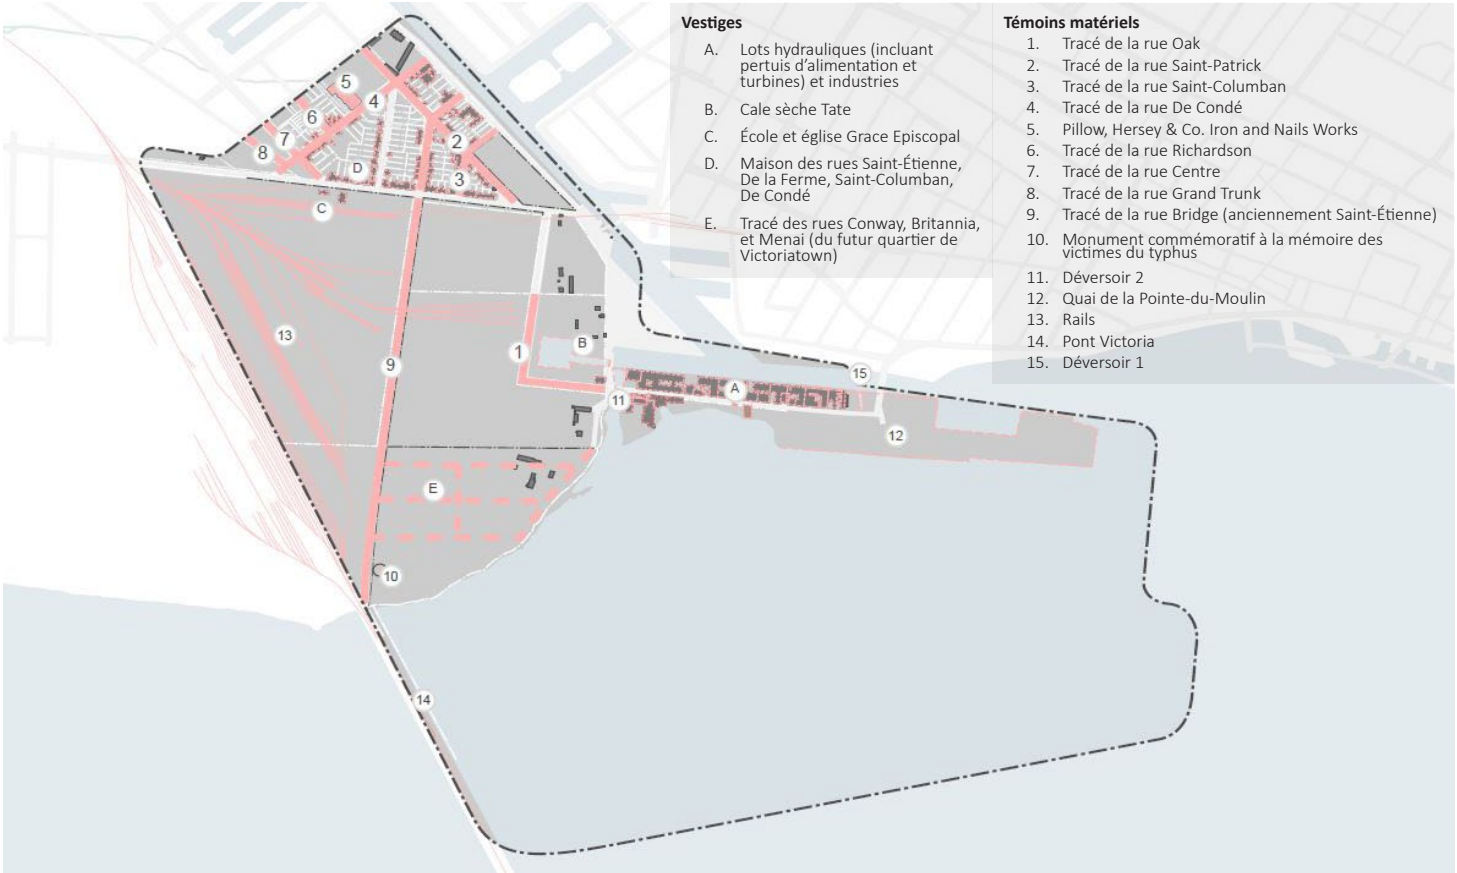 Vestiges
A. Lots hydrauliques (incluant
pertuis d'alimentation et
turbines) et industries
B. Cale sèche Tate
C. École et église Grace Episcopal
D. Maison des rues Saint-Étienne,
De la Ferme, Saint-Columban,
De Condé
E. Tracé des rues Conway, Britannia,
et Menai (du futur quartier de
Victoriatown)
Témoins matériels
1. Tracé de la rue Oak
2. Tracé de la rue Saint-Patrick
3. Tracé de la rue Saint-Columban
4. Tracé de la rue De Condé
5. Pillow, Hersey & Co. Iron and Nails Works
6. Tracé de la rue Richardson
7. Tracé de la rue Centre
8. Tracé de la rue Grand Trunk
9. Tracé de la rue Bridge (anciennement Saint-Étienne)
10. Monument commémoratif à la mémoire des
victimes du typhus
11. Déversoir 2
12. Quai de la Pointe-du-Moulin
13. Rails
14. Pont Victoria
15. Déversoir 1
5
4
6
7
8
2
D
3
C
13
9
1
B
15
A
11
12
E
10
14